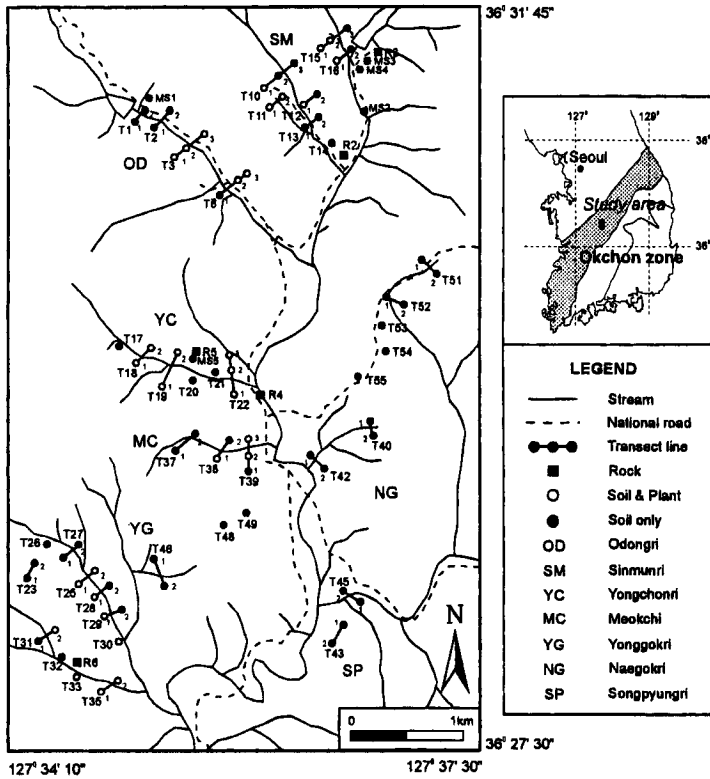 36° 31' 45"
SM
T15
T16
R3
MS3
MS4
T10
T11
T12
MS2
T13
T14
R2
MS1
T1
T2
OD
T3
T6
T51
T52
T53
T54
T55
YC
T17
T18
T19
R5
MS5
T20
T21
T22
R4
MC
T37
T39
T40
T42
NG
YG
T48
T49
T26
T27
T46
T23
T28
T29
T30
T31
T32
R6
T33
T35
T45
T43
SP
N
0
1km
127° 34' 10"
127° 37' 30"
36° 27' 30"
127°
129°
Seoul
Study area
36°
Okchon zone
LEGEND
Stream
National road
Transect line
Rock
Soil & Plant
Soil only
OD Odongri
SM Sinmunri
YC Yongchonri
MC Meokchi
YG Yonggokri
NG Naegokri
SP Songpyungri